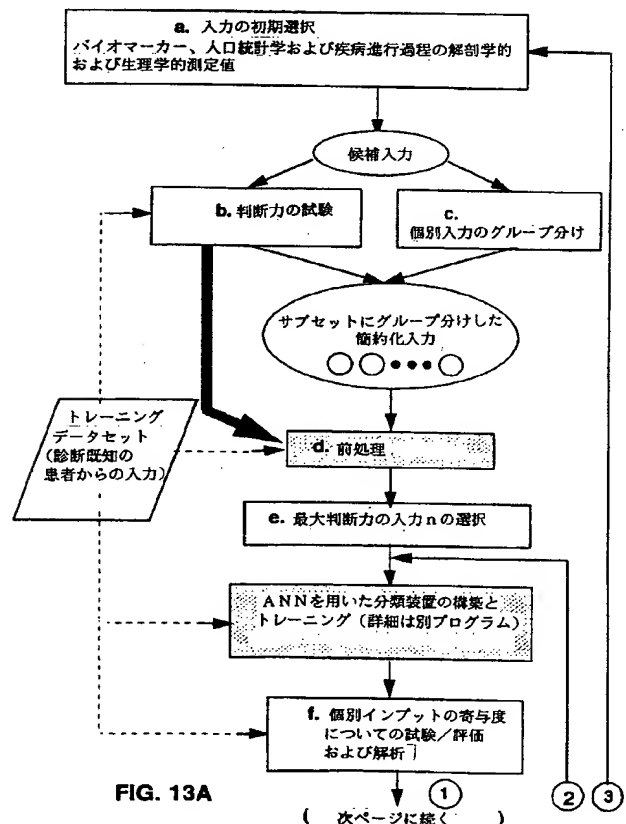 a. 入力の初期選択
バイオマーカー、人口統計学および疾病進行過程の解剖学的
および生理学的測定値
候補入力
b. 判断力の試験
c.
個別入力のグループ分け
サブセットにグループ分けした
簡約化入力
トレーニング
データセット
(診断既知の
患者からの入力)
d. 前処理
e. 最大判断力の入力nの選択
ANNを用いた分類装置の構築と
トレーニング(詳細は別プログラム)
f. 個別インプットの寄与度
についての試験/評価
および解析
FIG. 13A
1
2
3
( 次ページに続く )